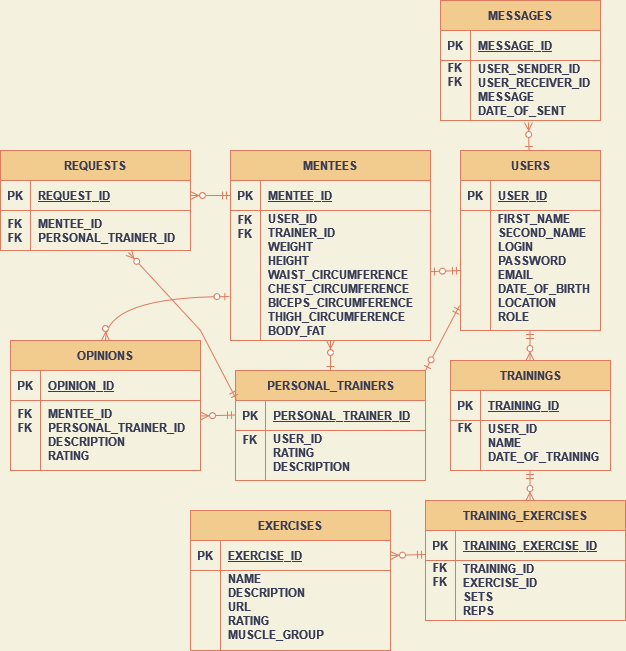 MESSAGES
PK MESSAGE_ID
FK USER_SENDER_ID
FK USER_RECEIVER_ID
MESSAGE
DATE_OF_SENT
REQUESTS
PK REQUEST_ID
FK MENTEE_ID
FK PERSONAL_TRAINER_ID
MENTEES
PK MENTEE_ID
FK USER_ID
FK TRAINER_ID
WEIGHT
HEIGHT
WAIST_CIRCUMFERENCE
CHEST_CIRCUMFERENCE
BICEPS_CIRCUMFERENCE
THIGH_CIRCUMFERENCE
BODY_FAT
USERS
PK USER_ID
FIRST_NAME
SECOND_NAME
LOGIN
PASSWORD
EMAIL
DATE_OF_BIRTH
LOCATION
ROLE
OPINIONS
PK OPINION_ID
FK MENTEE_ID
FK PERSONAL_TRAINER_ID
DESCRIPTION
RATING
PERSONAL_TRAINERS
PK PERSONAL_TRAINER_ID
FK USER_ID
RATING
DESCRIPTION
TRAININGS
PK TRAINING_ID
FK USER_ID
NAME
DATE_OF_TRAINING
EXERCISES
PK EXERCISE_ID
NAME
DESCRIPTION
URL
RATING
MUSCLE_GROUP
TRAINING_EXERCISES
PK TRAINING_EXERCISE_ID
FK TRAINING_ID
FK EXERCISE_ID
SETS
REPS